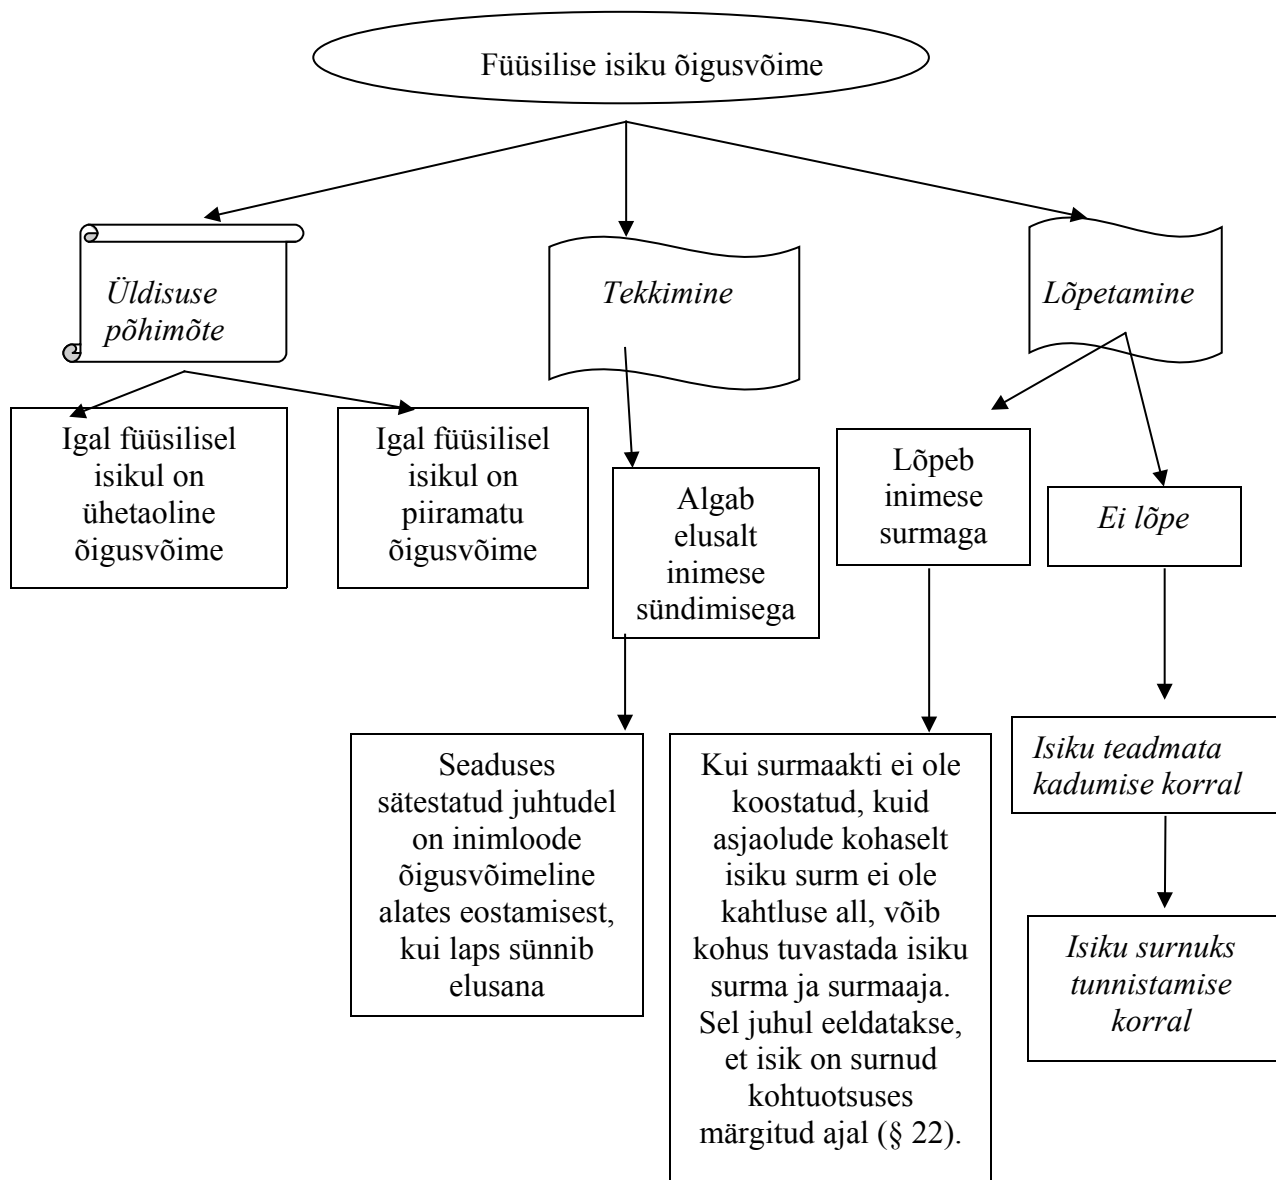 Füüsilise isiku õigusvõime
Üldisuse
põhimõte
Tekkimine
Lõpetamine
Igal füüsilisel
isikul on
ühetaoline
õigusvõime
Igal füüsilisel
isikul on
piiramatu
õigusvõime
Algab
elusalt
inimese
sündimisega
Lõpeb
inimese
surmaga
Ei lõpe
Seaduses
sätestatud juhtudel
on inimloode
õigusvõimeline
alates eostamisest,
kui laps sünnib
elusana
Kui surmaakti ei ole
koostatud, kuid
asjaolude kohaselt
isiku surm ei ole
kahtluse all, võib
kohus tuvastada isiku
surma ja surmaaja.
Sel juhul eeldatakse,
et isik on surnud
kohtuotsuses
märgitud ajal (§ 22).
Isiku teadmata
kadumise korral
Isiku surnuks
tunnistamise
korral